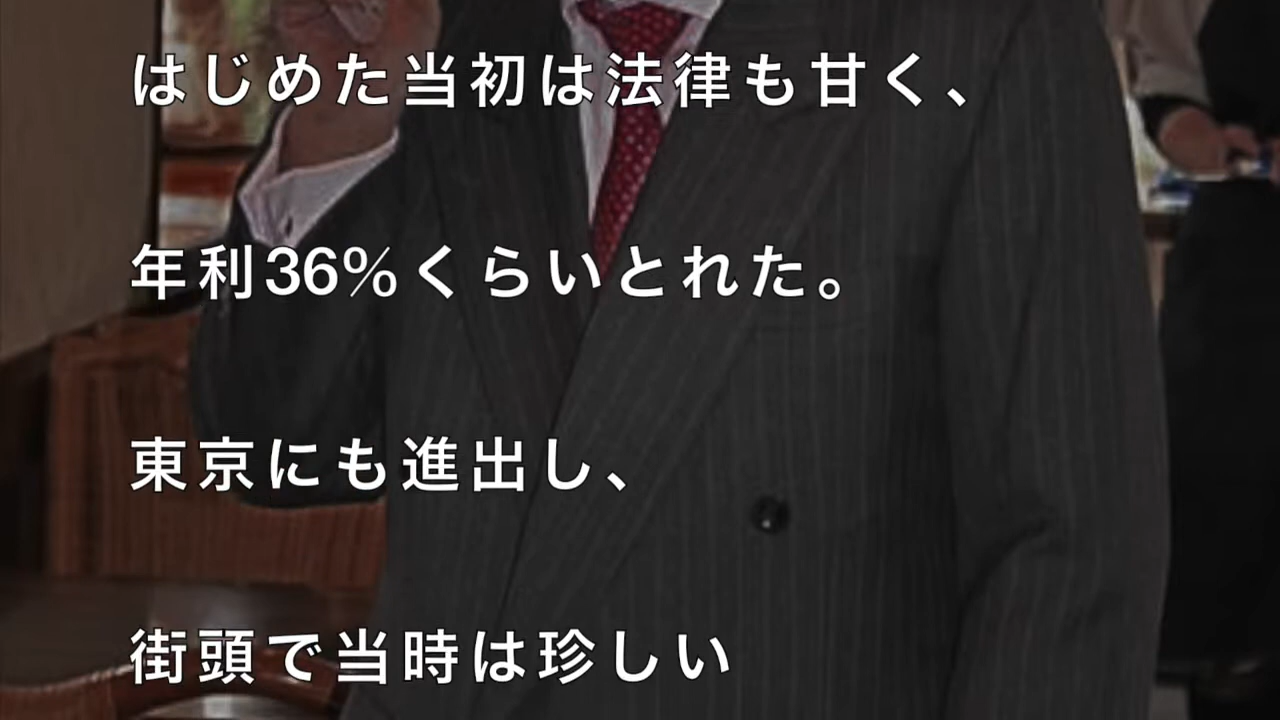 はじめた当初は法律も甘く、
年利36%くらいとれた。
東京にも進出し、
街頭で当時は珍しい